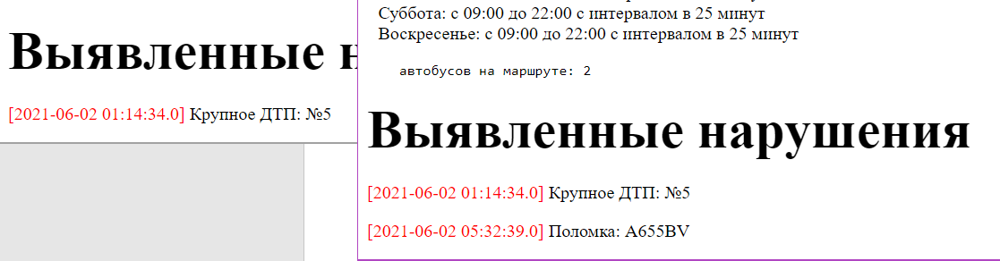 Выявленные н
[2021-06-02 01:14:34.0] Крупное ДТП: №5
Суббота: с 09:00 до 22:00 с интервалом в 25 минут
Воскресенье: с 09:00 до 22:00 с интервалом в 25 минут
автобусов на маршруте: 2
Выявленные нарушения
[2021-06-02 01:14:34.0] Крупное ДТП: №5
[2021-06-02 05:32:39.0] Поломка: A655BV